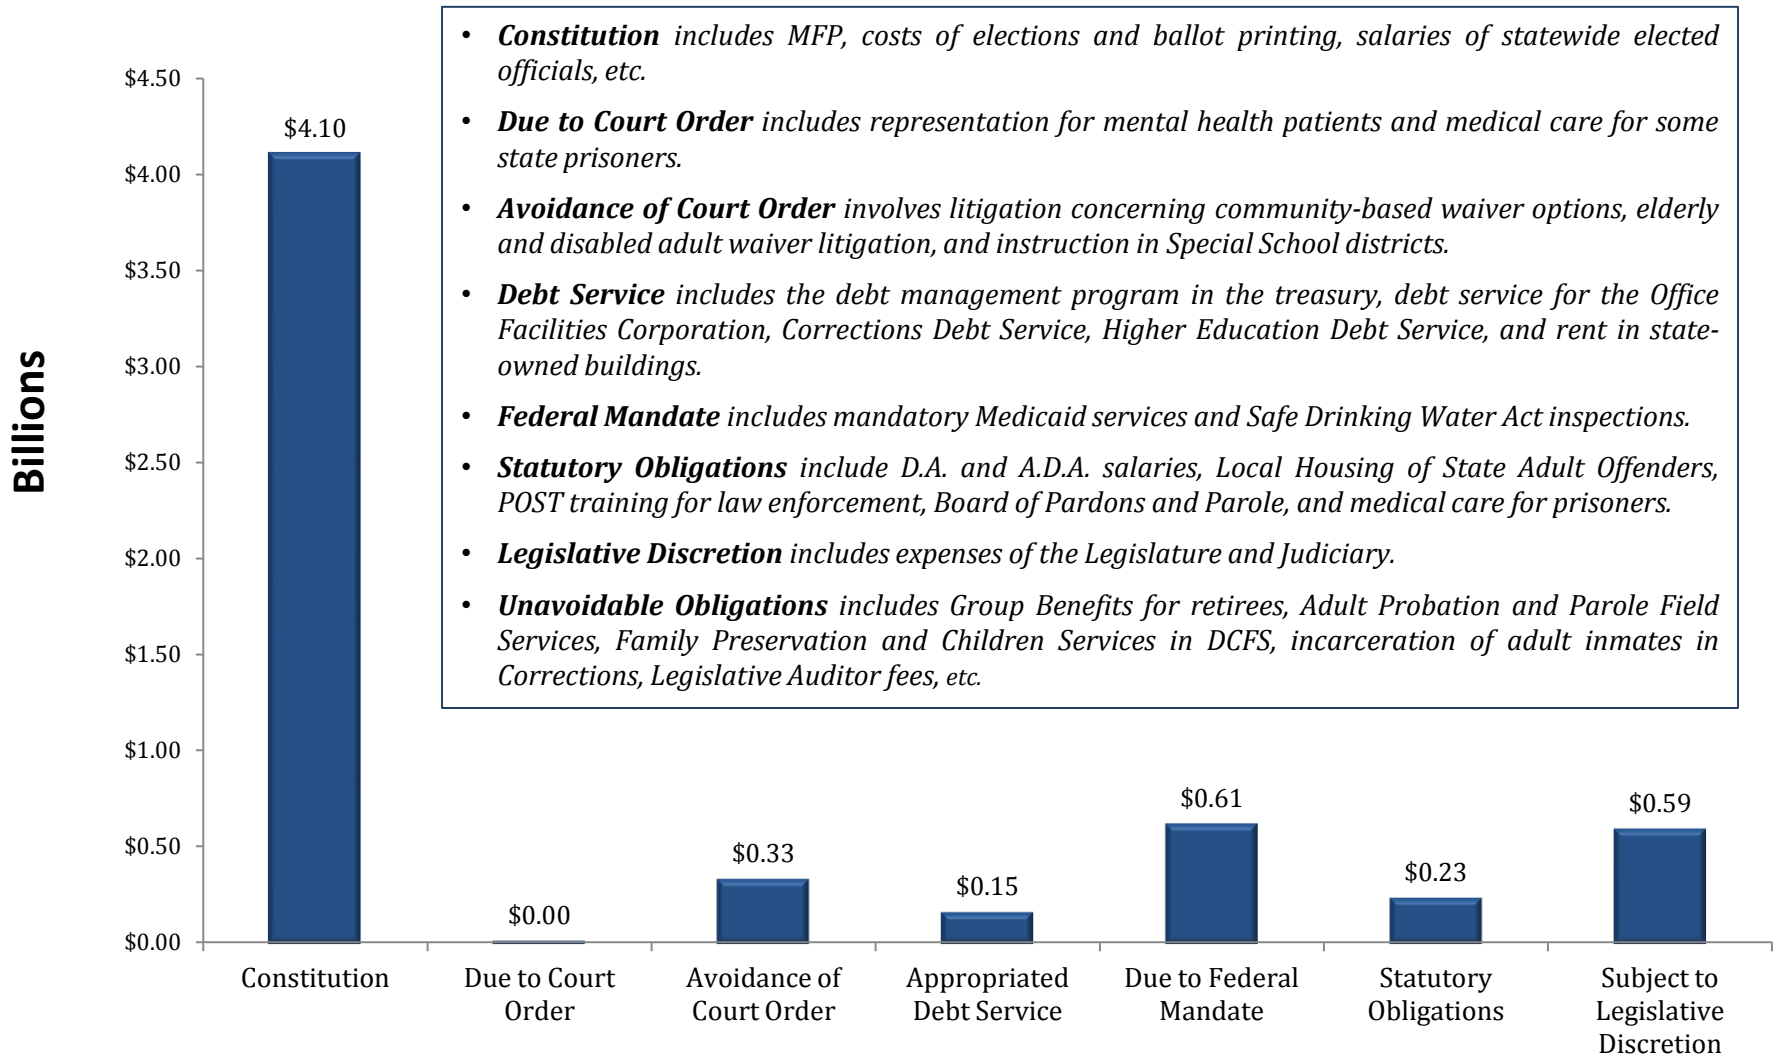 • Constitution includes MFP, costs of elections and ballot printing, salaries of statewide elected
officials, etc.
• Due to Court Order includes representation for mental health patients and medical care for some
state prisoners.
• Avoidance of Court Order involves litigation concerning community-based waiver options, elderly
and disabled adult waiver litigation, and instruction in Special School districts.
• Debt Service includes the debt management program in the treasury, debt service for the Office
Facilities Corporation, Corrections Debt Service, Higher Education Debt Service, and rent in state-
owned buildings.
• Federal Mandate includes mandatory Medicaid services and Safe Drinking Water Act inspections.
• Statutory Obligations include D.A. and A.D.A. salaries, Local Housing of State Adult Offenders,
POST training for law enforcement, Board of Pardons and Parole, and medical care for prisoners.
• Legislative Discretion includes expenses of the Legislature and Judiciary.
• Unavoidable Obligations includes Group Benefits for retirees, Adult Probation and Parole Field
Services, Family Preservation and Children Services in DCFS, incarceration of adult inmates in
Corrections, Legislative Auditor fees, etc.
Billions
$4.50
$4.00
$3.50
$3.00
$2.50
$2.00
$1.50
$1.00
$0.50
$0.00
$4.10
$0.00
$0.33
$0.15
$0.61
$0.23
$0.59
Constitution
Due to Court
Order
Avoidance of
Court Order
Appropriated
Debt Service
Due to Federal
Mandate
Statutory
Obligations
Subject to
Legislative
Discretion